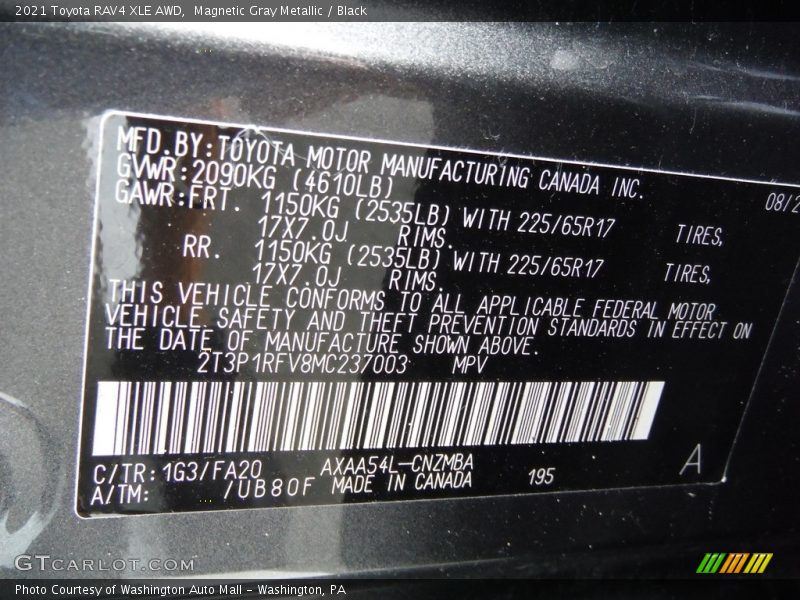 2021 Toyota RAV4 XLE AWD,  Magnetic Gray Metallic / Black
MFD.BY:TOYOTA MOTOR MANUFACTURING CANADA INC.
GVWR:2090KG (4610LB) 08/2
GAWR:FRT. 1150KG (2535LB) WITH 225/65R17 TIRES,
17X7.0J RIMS.
RR. 1150KG (2535LB) WITH 225/65R17 TIRES,
17X7.0J RIMS.
THIS VEHICLE CONFORMS TO ALL APPLICABLE FEDERAL MOTOR
VEHICLE SAFETY AND THEFT PREVENTION STANDARDS IN EFFECT ON
THE DATE OF MANUFACTURE SHOWN ABOVE.
2T3P1RFV8MC237003 MPV
C/TR:1G3/FA20 AXAA54L-CNZMBA A
A/TM: /UB80F MADE IN CANADA 195
GTCARLOT.COM
Photo Courtesy of Washington Auto Mall - Washington, PA